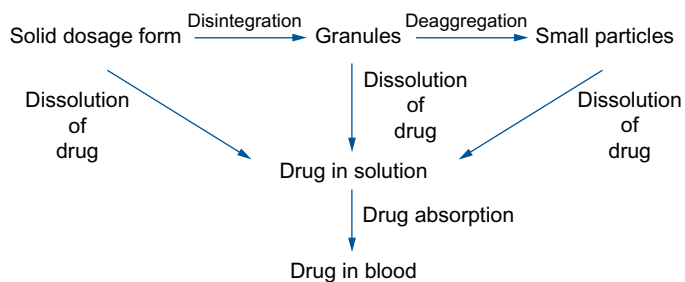 Disintegration
Deaggregation
Solid dosage form
Granules
Small particles
Dissolution
of
drug
Dissolution
of
drug
Dissolution
of
drug
Drug in solution
Drug absorption
Drug in blood